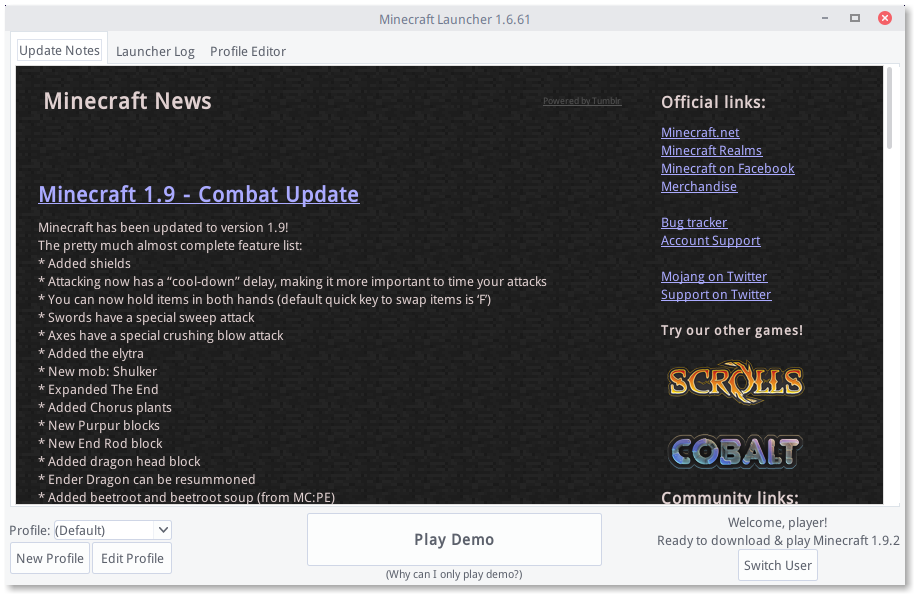 Minecraft Launcher 1.6.61
Update Notes Launcher Log Profile Editor
Minecraft News
Powered by Tumblr
Minecraft 1.9 - Combat Update
Minecraft has been updated to version 1.9!
The pretty much almost complete feature list:
* Added shields
* Attacking now has a “cool-down” delay, making it more important to time your attacks
* You can now hold items in both hands (default quick key to swap items is ‘F’)
* Swords have a special sweep attack
* Axes have a special crushing blow attack
* Added the elytra
* New mob: Shulker
* Expanded The End
* Added Chorus plants
* New Purpur blocks
* New End Rod block
* Added dragon head block
* Ender Dragon can be resummoned
* Added beetroot and beetroot soup (from MC:PE)
Official links:
Minecraft.net
Minecraft Realms
Minecraft on Facebook
Merchandise
Bug tracker
Account Support
Mojang on Twitter
Support on Twitter
Try our other games!
SCROLLS
COBALT
Community links:
Profile: (Default)
New Profile Edit Profile
Play Demo
(Why can I only play demo?)
Welcome, player!
Ready to download & play Minecraft 1.9.2
Switch User